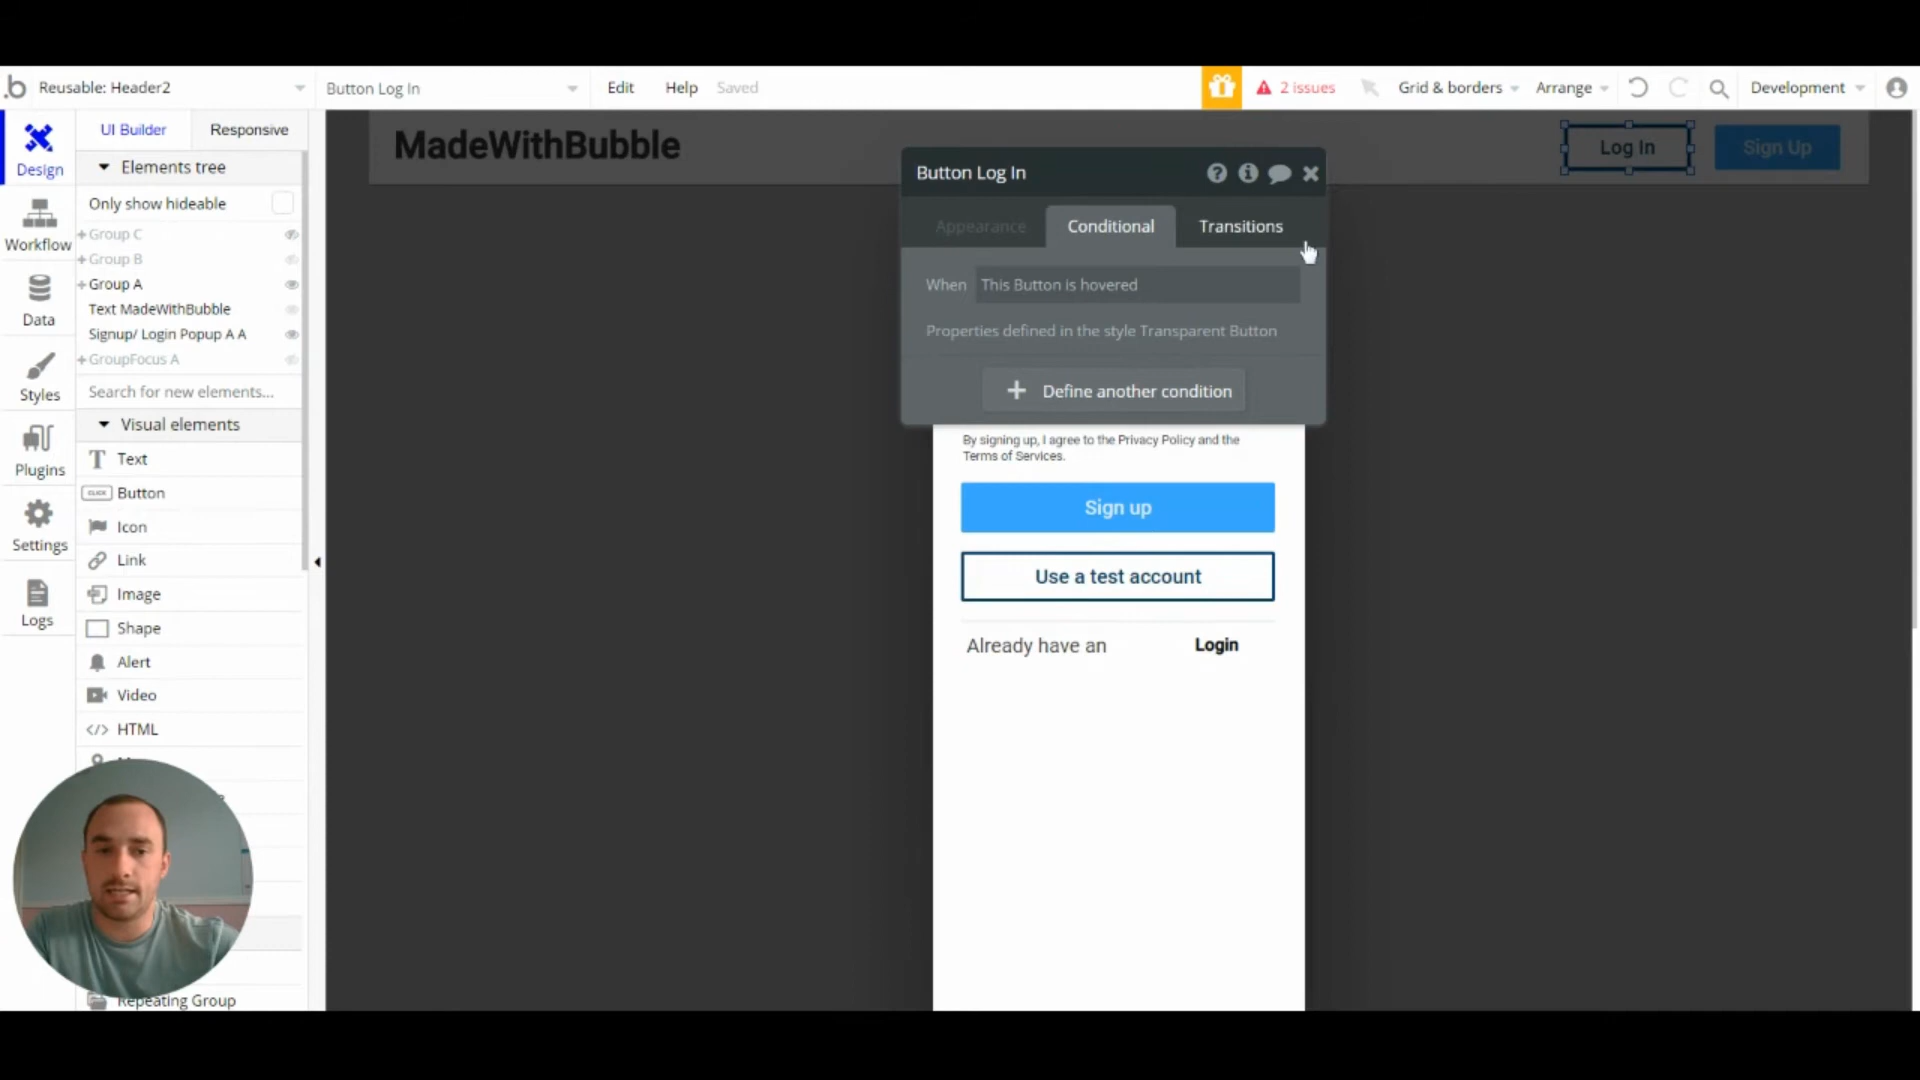 .b Reusable: Header2
Button Log In
Edit
Help
Saved
2 issues
Grid & borders
Arrange
Development
Design
Workflow
Data
Styles
Plugins
Settings
Logs
UI Builder
Responsive
Elements tree
Only show hideable
Group C
Group B
Group A
Text MadeWithBubble
Signup/ Login Popup A A
GroupFocus A
Search for new elements...
Visual elements
Text
CLICK Button
Icon
Link
Image
Shape
Alert
Video
</> HTML
Repeating Group
MadeWithBubble
Log In
Sign Up
Button Log In
Appearance
Conditional
Transitions
When
This Button is hovered
Properties defined in the style Transparent Button
Define another condition
By signing up, I agree to the Privacy Policy and the
Terms of Services.
Sign up
Use a test account
Already have an
Login